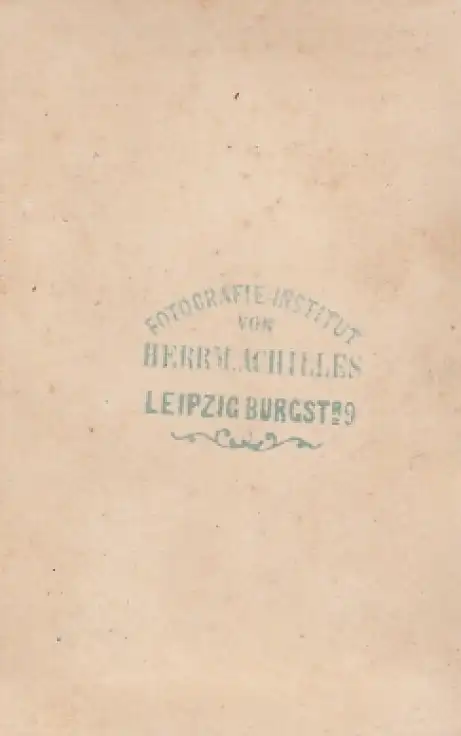 FOTOGRAFIE-INSTITUT
VON
HERRM. ACHILLES
LEIPZIG BURGSTR 9